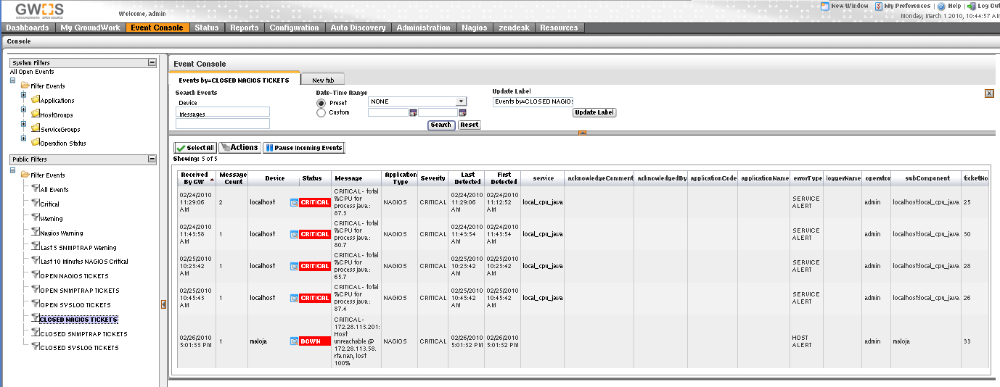 GWOS
GROUNDWORK OPEN SOURCE
Welcome, admin
New Window | My Preferences | Help | Log Out
Monday, March 1 2010, 10:44:57 AM
Dashboards My GroundWork Event Console Status Reports Configuration Auto Discovery Administration Nagios zendesk Resources
Console
System Filters
All Open Events
Filter Events
Applications
HostGroups
ServiceGroups
Operation Status
Public Filters
Filter Events
All Events
Critical
Warning
Nagios Warning
Last 5 SNMPTRAP Warning
Last 10 Minutes NAGIOS Critical
OPEN NAGIOS TICKETS
OPEN SNMPTRAP TICKETS
OPEN SYSLOG TICKETS
CLOSED NAGIOS TICKETS
CLOSED SNMPTRAP TICKETS
CLOSED SYSLOG TICKETS
Event Console
Events by=CLOSED NAGIOS TICKETS New tab
Search Events
Device
Messages
Date-Time Range
Preset NONE
Custom
Search Reset
Update Label
Events by=CLOSED NAGIOS
Update Label
Select All Actions Pause Incoming Events
Showing: 5 of 5
Received By GW Message Count Device Status Message Application Type Severity Last Detected First Detected service acknowledgeComment acknowledgedBy applicationCode applicationName errorType loggerName operator subComponent ticketNo
02/24/2010 11:29:06 AM 2 localhost CRITICAL CRITICAL - total %CPU for process java : 87.3 NAGIOS CRITICAL 02/24/2010 11:29:06 AM 02/24/2010 11:12:52 AM local_cpu_java SERVICE ALERT admin localhost:local_cpu_java 25
02/24/2010 11:43:58 AM 1 localhost CRITICAL CRITICAL - total %CPU for process java : 80.7 NAGIOS CRITICAL 02/24/2010 11:43:54 AM 02/24/2010 11:43:54 AM local_cpu_java SERVICE ALERT admin localhost:local_cpu_java 30
02/25/2010 10:23:42 AM 1 localhost CRITICAL CRITICAL - total %CPU for process java : 65.7 NAGIOS CRITICAL 02/25/2010 10:23:42 AM 02/25/2010 10:23:42 AM local_cpu_java SERVICE ALERT admin localhost:local_cpu_java 28
02/25/2010 10:45:43 AM 1 localhost CRITICAL CRITICAL - total %CPU for process java : 87.4 NAGIOS CRITICAL 02/25/2010 10:45:42 AM 02/25/2010 10:45:42 AM local_cpu_java SERVICE ALERT admin localhost:local_cpu_java 26
02/26/2010 5:01:33 PM 1 maloja DOWN CRITICAL - 172.28.113.201: Host unreachable @ 172.28.113.58. rta nan, lost 100% NAGIOS CRITICAL 02/26/2010 5:01:32 PM 02/26/2010 5:01:32 PM HOST ALERT admin maloja 33